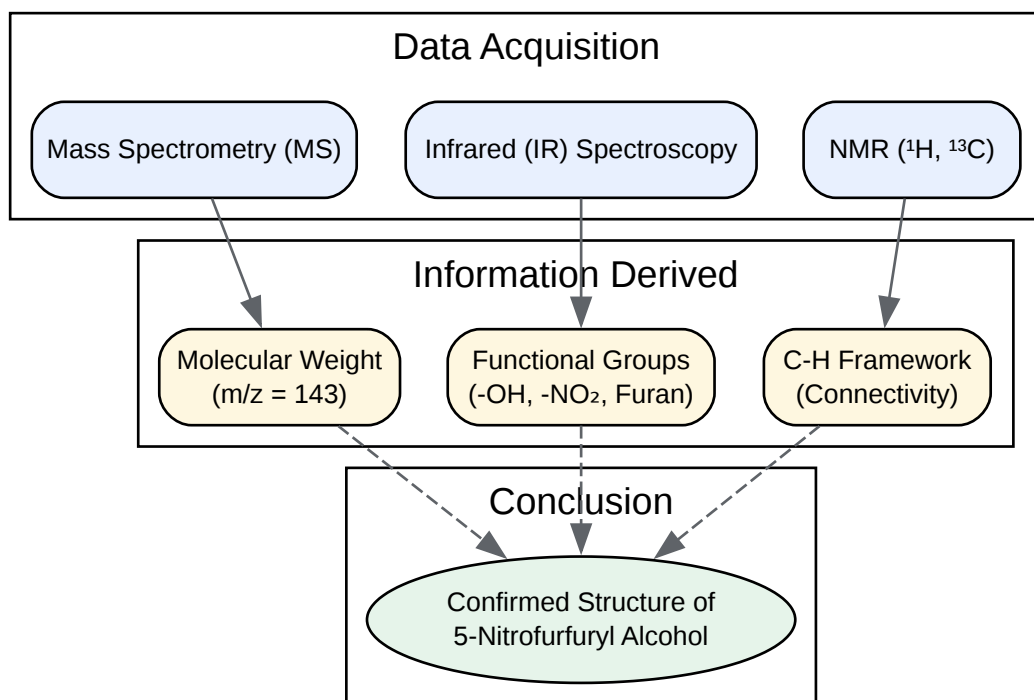 Data Acquisition
Mass Spectrometry (MS)
Infrared (IR) Spectroscopy
NMR (¹H, ¹³C)
Information Derived
Molecular Weight
(m/z = 143)
Functional Groups
(-OH, -NO₂, Furan)
C-H Framework
(Connectivity)
Conclusion
Confirmed Structure of
5-Nitrofurfuryl Alcohol